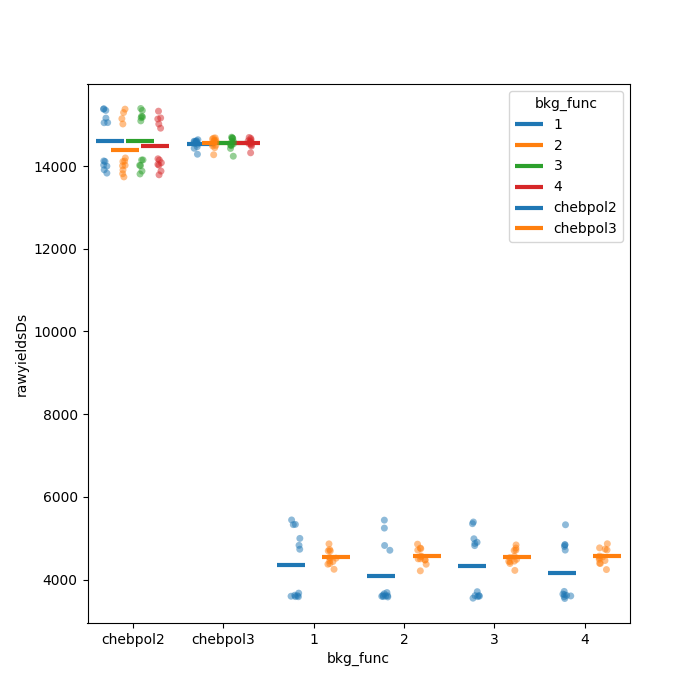 bkg_func
1
2
3
4
chebpol2
chebpol3
14000
12000
10000
8000
6000
4000
rawyieldsDs
chebpol2 chebpol3 1 2 3 4
bkg_func